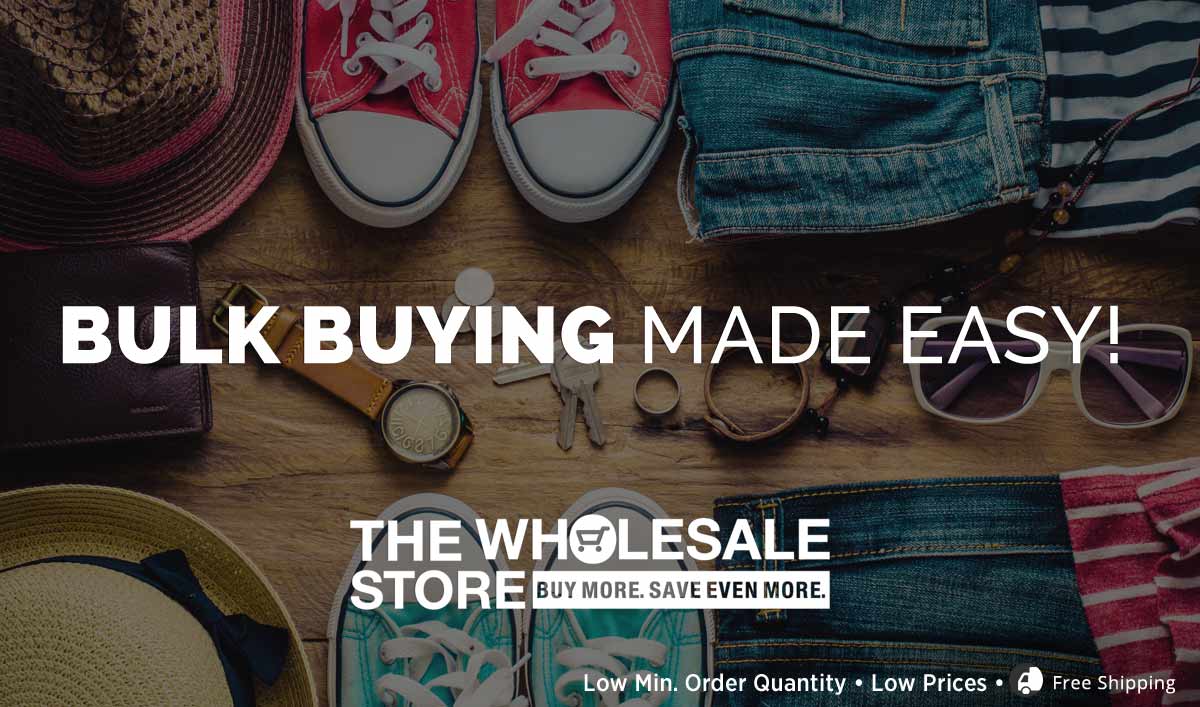 BULK BUYING MADE EASY!
THE WHOLESALE
STORE BUY MORE. SAVE EVEN MORE.
Low Min. Order Quantity • Low Prices • Free Shipping